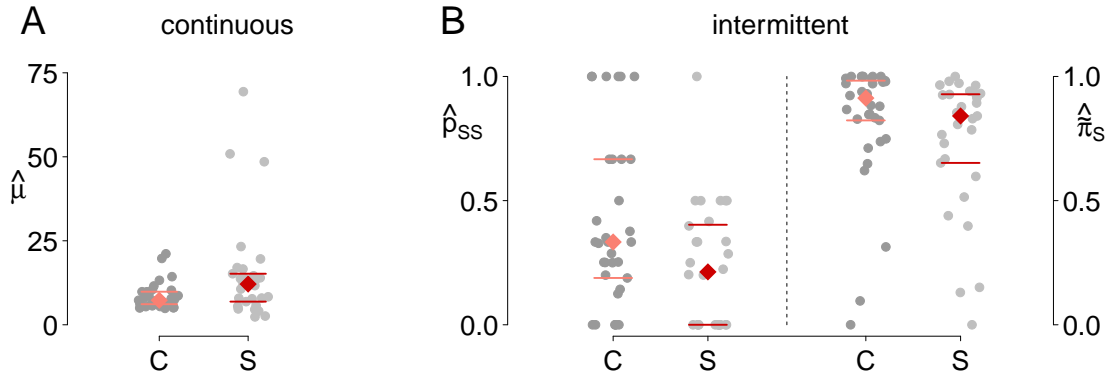 A
continuous
B
intermittent
75
50
25
0
μ̂
C
S
1.0
0.5
0.0
p̂SS
C
S
C
S
1.0
0.5
0.0
π̃̂S